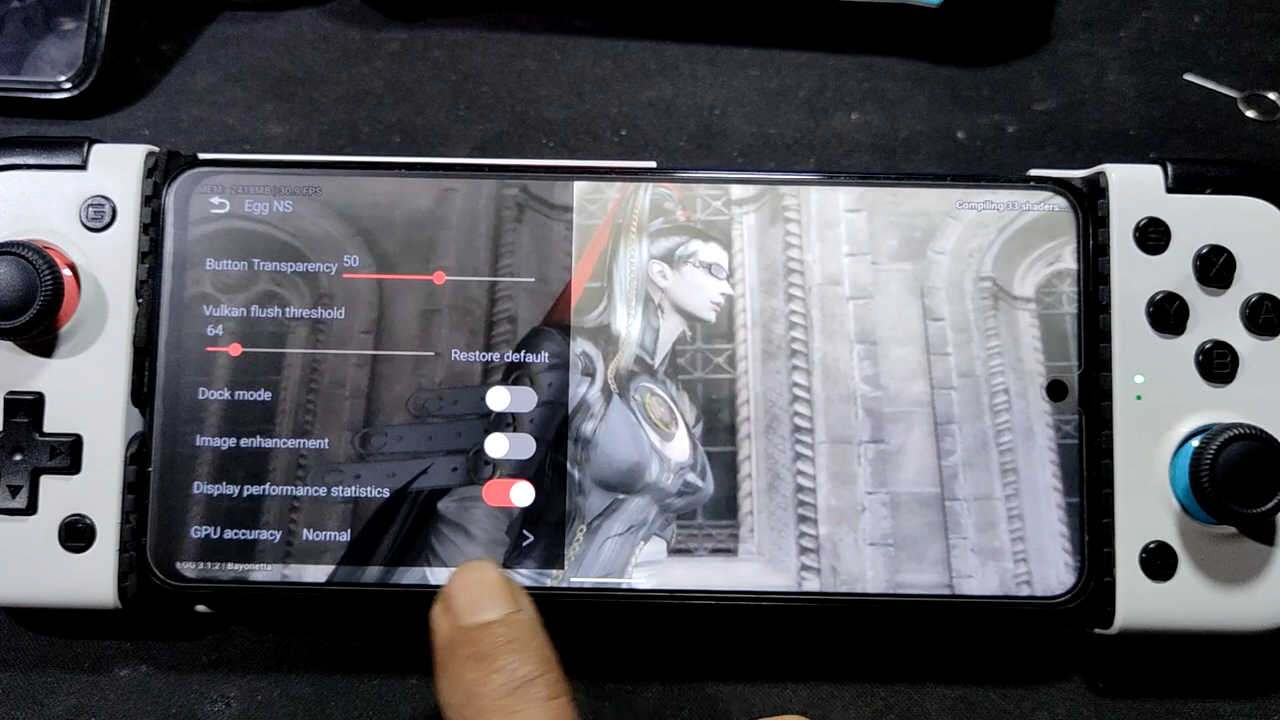 MEM: 2418MB | 30.9 FPS
Egg NS
Compiling 33 shaders...
Button Transparency 50
Vulkan flush threshold
64
Restore default
Dock mode
Image enhancement
Display performance statistics
GPU accuracy Normal >
EGG 3.1.2 | Bayonetta
G
S
X
Y
A
B